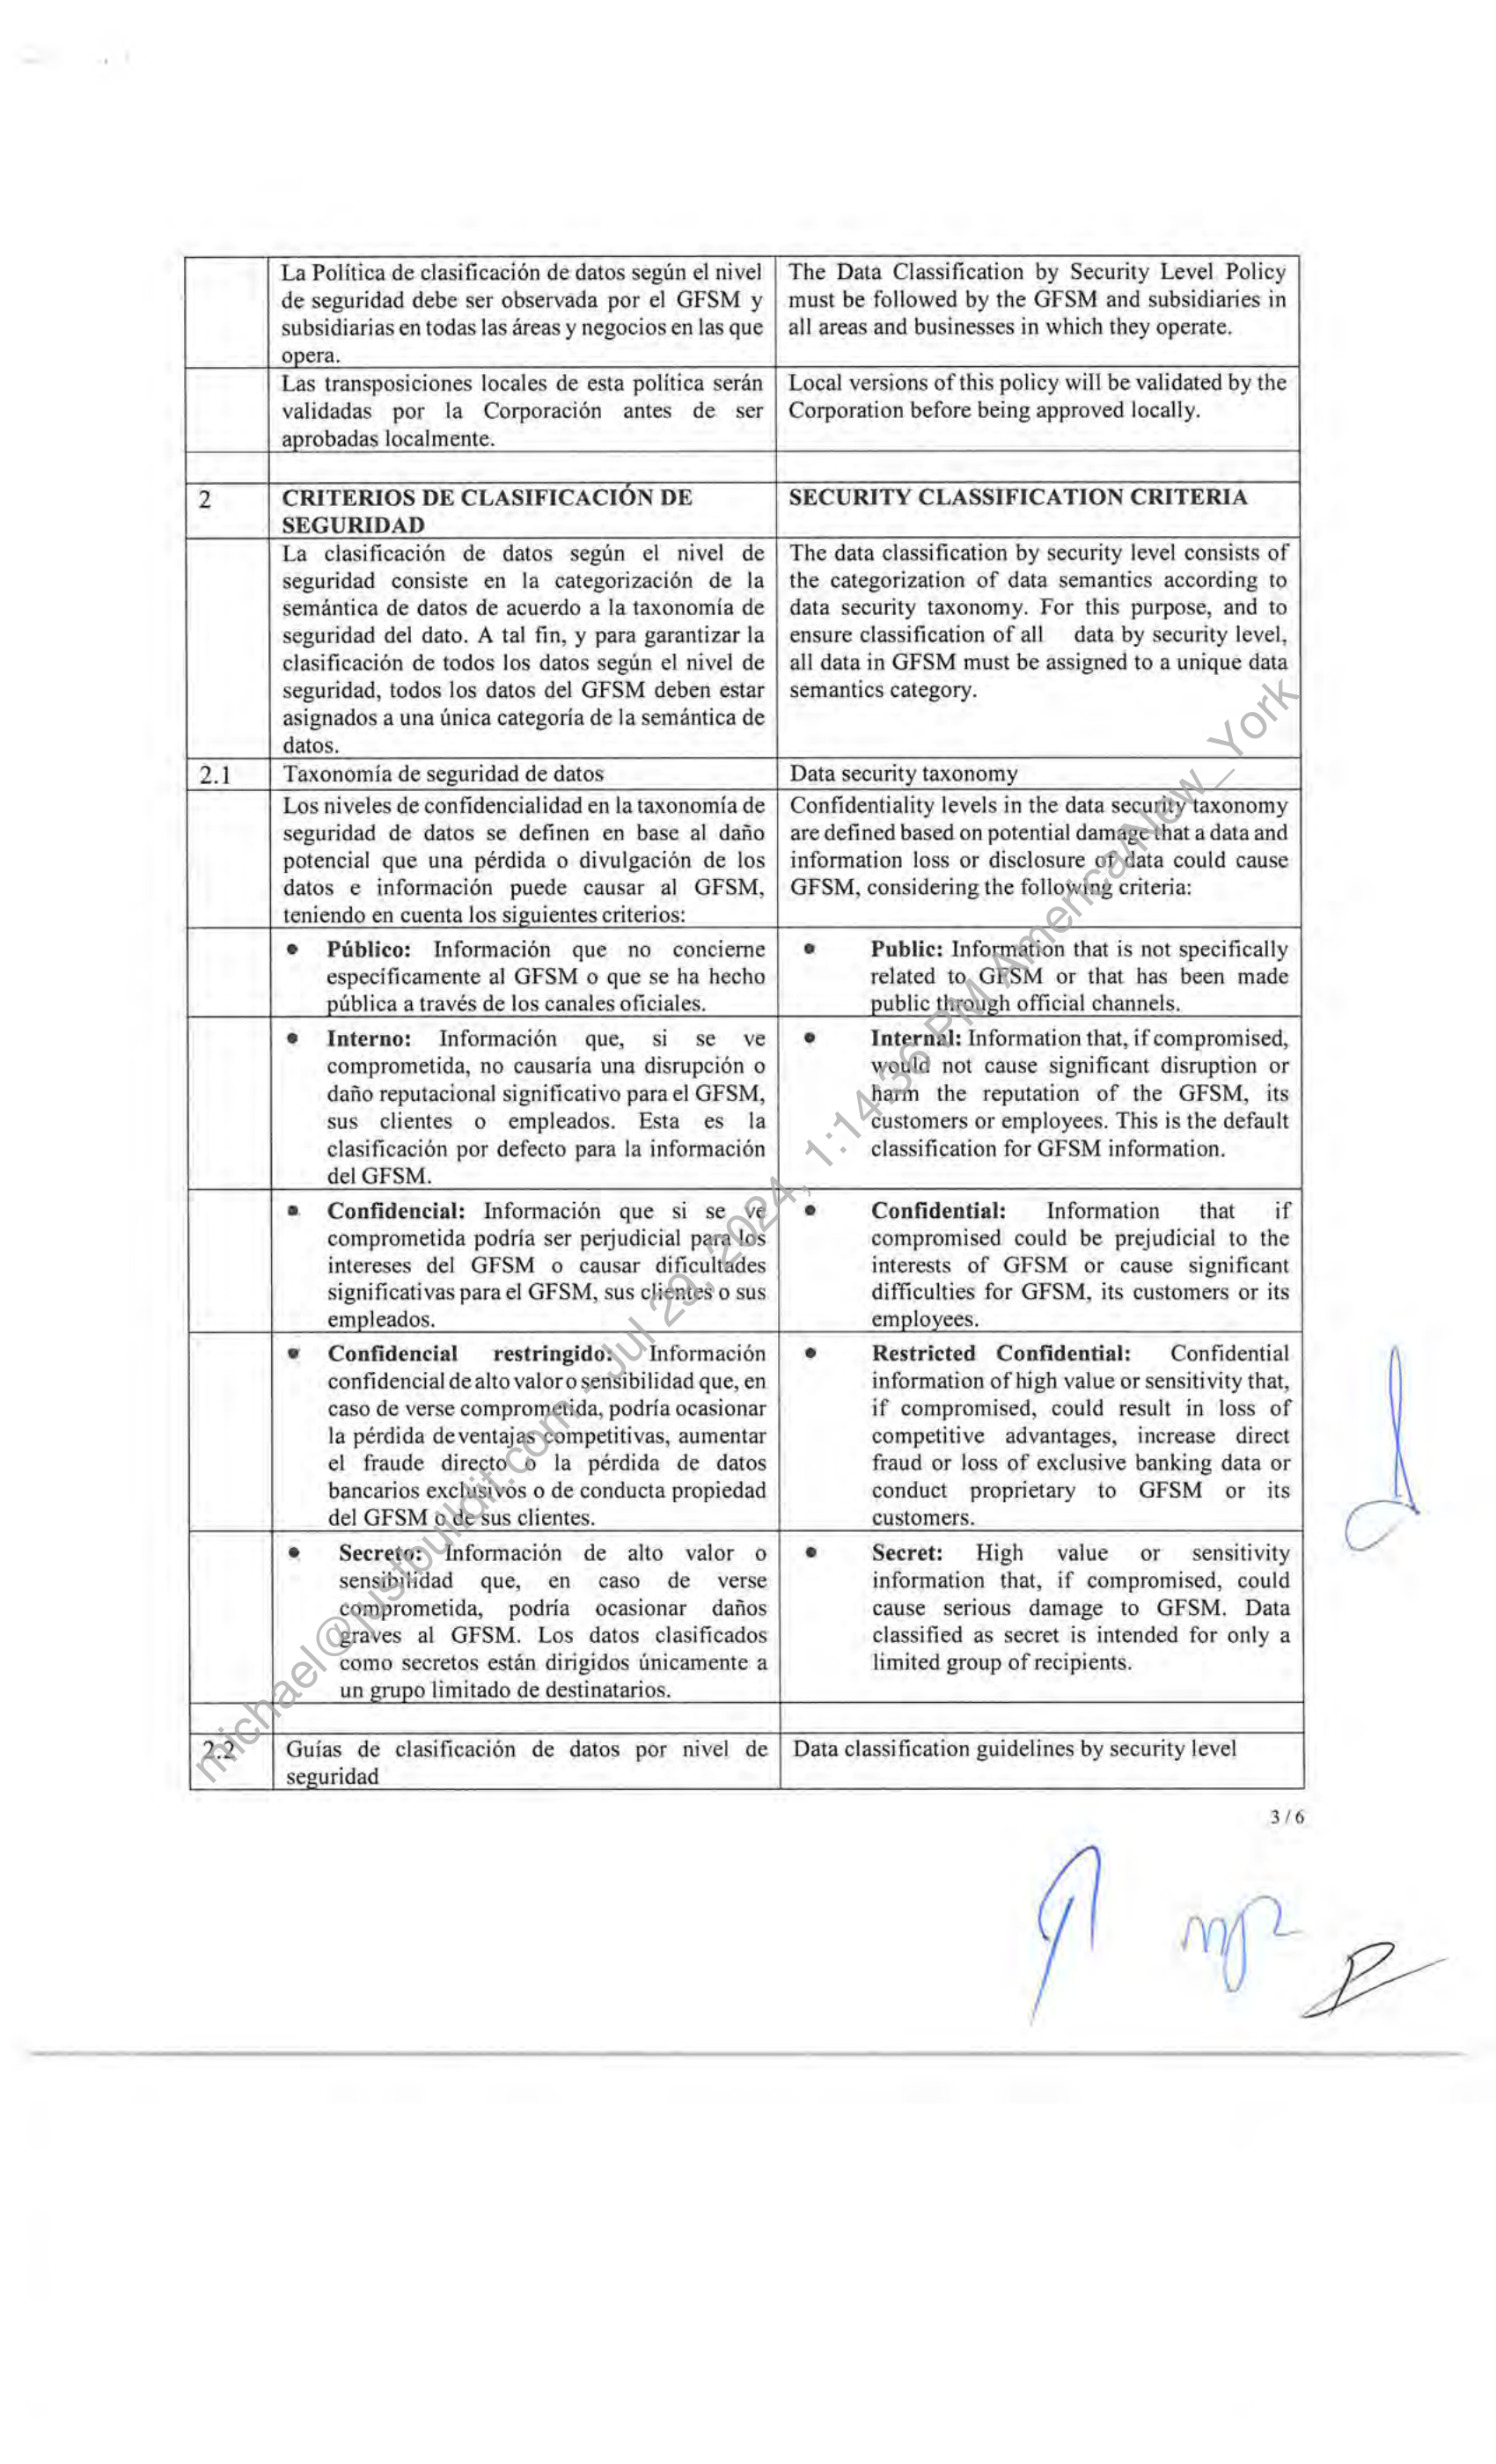 La Política de clasificación de datos según el nivel
de seguridad debe ser observada por el GFSM y
subsidiarias en todas las áreas y negocios en las que
opera.
The Data Classification by Security Level Policy
must be followed by the GFSM and subsidiaries in
all areas and businesses in which they operate.
Las transposiciones locales de esta política serán
validadas por la Corporación antes de ser
aprobadas localmente.
Local versions of this policy will be validated by the
Corporation before being approved locally.
2
CRITERIOS DE CLASIFICACIÓN DE
SEGURIDAD
SECURITY CLASSIFICATION CRITERIA
La clasificación de datos según el nivel de
seguridad consiste en la categorización de la
semántica de datos de acuerdo a la taxonomía de
seguridad del dato. A tal fin, y para garantizar la
clasificación de todos los datos según el nivel de
seguridad, todos los datos del GFSM deben estar
asignados a una única categoría de la semántica de
datos.
The data classification by security level consists of
the categorization of data semantics according to
data security taxonomy. For this purpose, and to
ensure classification of all data by security level,
all data in GFSM must be assigned to a unique data
semantics category.
2.1
Taxonomía de seguridad de datos
Data security taxonomy
Los niveles de confidencialidad en la taxonomía de
seguridad de datos se definen en base al daño
potencial que una pérdida o divulgación de los
datos e información puede causar al GFSM,
teniendo en cuenta los siguientes criterios:
Confidentiality levels in the data security taxonomy
are defined based on potential damage that a data and
information loss or disclosure of data could cause
GFSM, considering the following criteria:
• Público: Información que no concierne
específicamente al GFSM o que se ha hecho
pública a través de los canales oficiales.
• Public: Information that is not specifically
related to GFSM or that has been made
public through official channels.
• Interno: Información que, si se ve
comprometida, no causaría una disrupción o
daño reputacional significativo para el GFSM,
sus clientes o empleados. Esta es la
clasificación por defecto para la información
del GFSM.
• Internal: Information that, if compromised,
would not cause significant disruption or
harm the reputation of the GFSM, its
customers or employees. This is the default
classification for GFSM information.
• Confidencial: Información que si se ve
comprometida podría ser perjudicial para los
intereses del GFSM o causar dificultades
significativas para el GFSM, sus clientes o sus
empleados.
• Confidential: Information that if
compromised could be prejudicial to the
interests of GFSM or cause significant
difficulties for GFSM, its customers or its
employees.
• Confidencial restringido: Información
confidencial de alto valor o sensibilidad que, en
caso de verse comprometida, podría ocasionar
la pérdida de ventajas competitivas, aumentar
el fraude directo o la pérdida de datos
bancarios exclusivos o de conducta propiedad
del GFSM o de sus clientes.
• Restricted Confidential: Confidential
information of high value or sensitivity that,
if compromised, could result in loss of
competitive advantages, increase direct
fraud or loss of exclusive banking data or
conduct proprietary to GFSM or its
customers.
• Secreto: Información de alto valor o
sensibilidad que, en caso de verse
comprometida, podría ocasionar daños
graves al GFSM. Los datos clasificados
como secretos están dirigidos únicamente a
un grupo limitado de destinatarios.
• Secret: High value or sensitivity
information that, if compromised, could
cause serious damage to GFSM. Data
classified as secret is intended for only a
limited group of recipients.
2.2
Guías de clasificación de datos por nivel de
seguridad
Data classification guidelines by security level
3 / 6
michael@justbuildit.com - Jul 29, 2024, 1:14:36 PM America/New_York